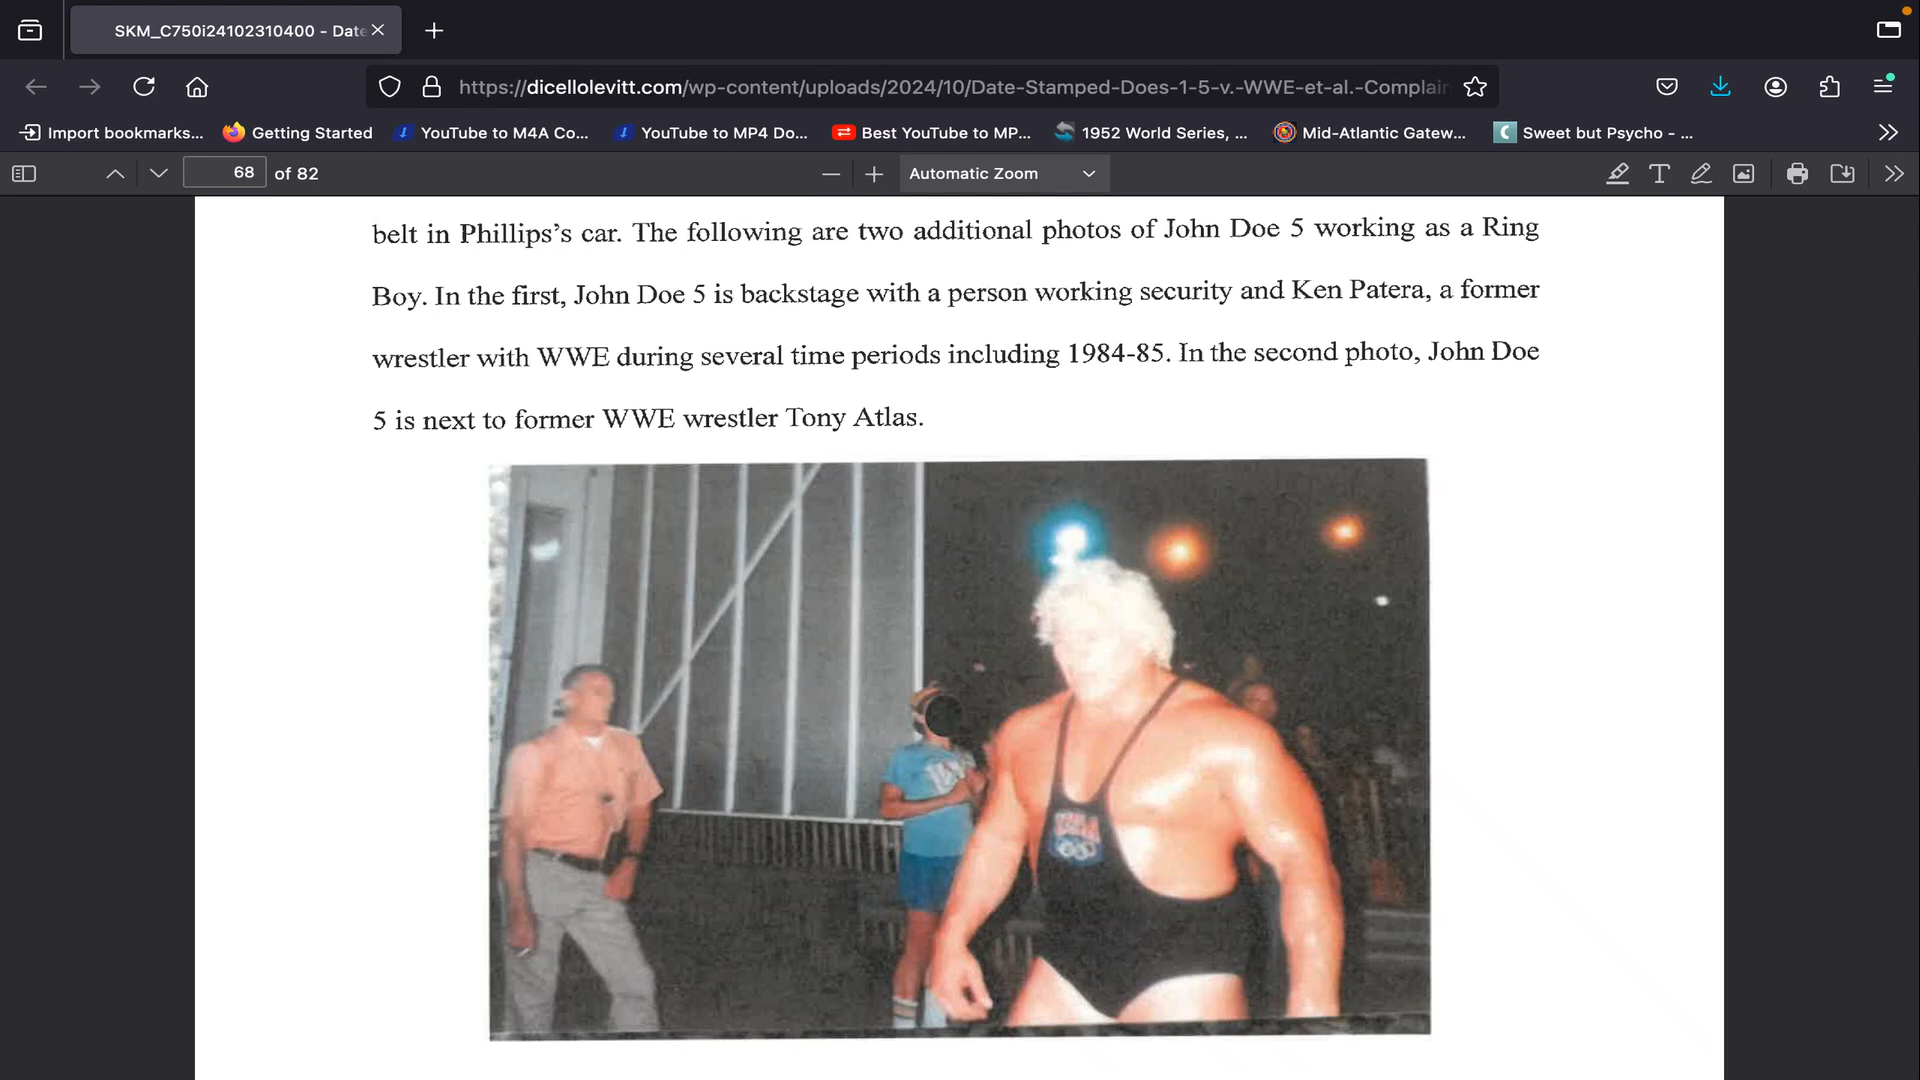 SKM_C750i24102310400 - Date
https://dicellolevitt.com/wp-content/uploads/2024/10/Date-Stamped-Does-1-5-v.-WWE-et-al.-Complain
Import bookmarks... Getting Started YouTube to M4A Co... YouTube to MP4 Do... Best YouTube to MP... 1952 World Series, ... Mid-Atlantic Gatew... Sweet but Psycho - ...
68 of 82 Automatic Zoom
belt in Phillips's car. The following are two additional photos of John Doe 5 working as a Ring
Boy. In the first, John Doe 5 is backstage with a person working security and Ken Patera, a former
wrestler with WWE during several time periods including 1984-85. In the second photo, John Doe
5 is next to former WWE wrestler Tony Atlas.
USA